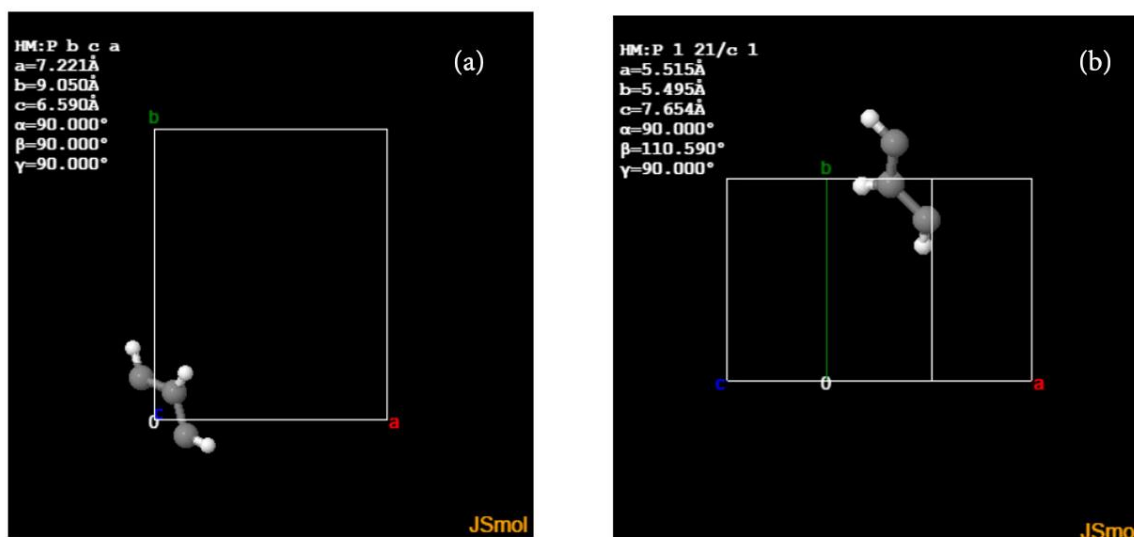 HM:P b c a
a=7.221Å
b=9.050Å
c=6.590Å
α=90.000°
β=90.000°
γ=90.000°
(a)
b
c
0
a
JSmol
HM:P 1 21/c 1
a=5.515Å
b=5.495Å
c=7.654Å
α=90.000°
β=110.590°
γ=90.000°
(b)
b
c
0
a
JSmo